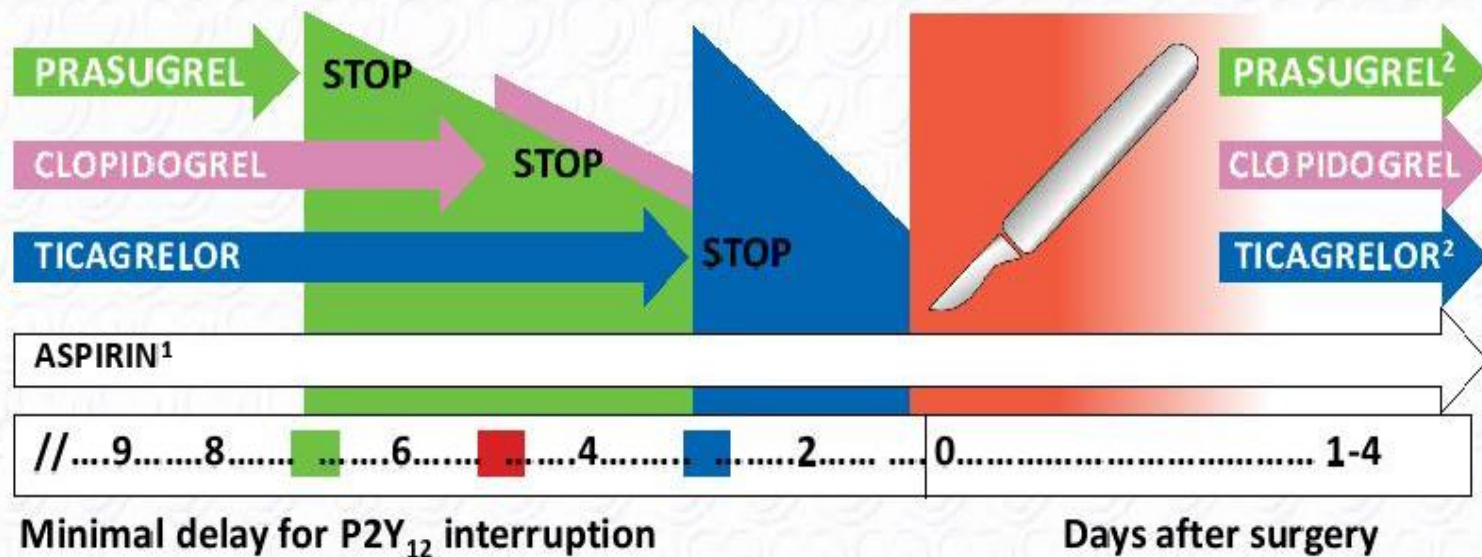 PRASUGREL STOP PRASUGREL²
CLOPIDOGREL STOP CLOPIDOGREL
TICAGRELOR STOP TICAGRELOR²
ASPIRIN¹
//....9.......8....... .......6....... .......4........ .......2...... ....0................................... 1-4
Minimal delay for P2Y₁₂ interruption Days after surgery